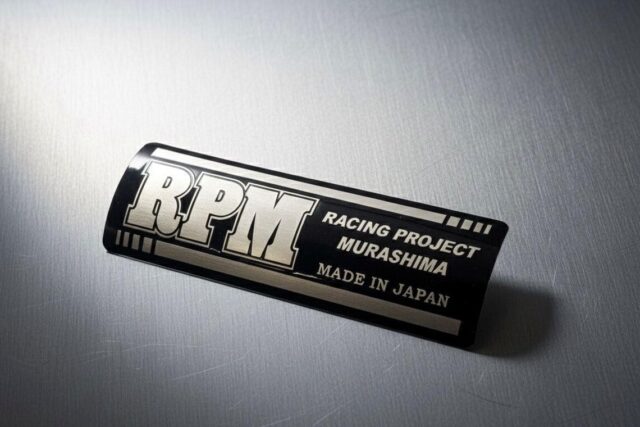 RPM
RACING PROJECT
MURASHIMA
MADE IN JAPAN